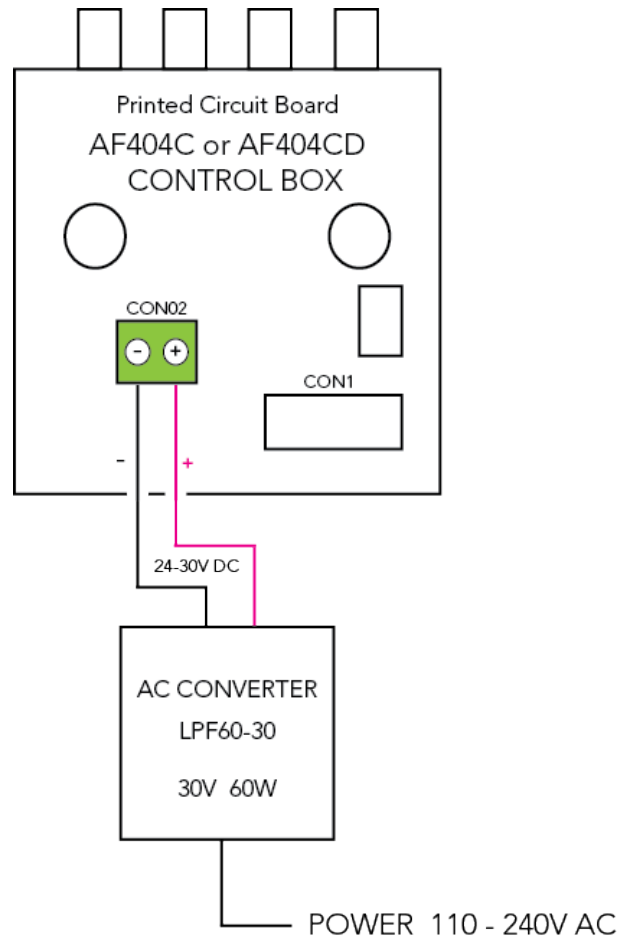 Printed Circuit Board
AF404C or AF404CD
CONTROL BOX
CON02
- +
CON1
- +
24-30V DC
AC CONVERTER
LPF60-30
30V 60W
POWER 110 - 240V AC